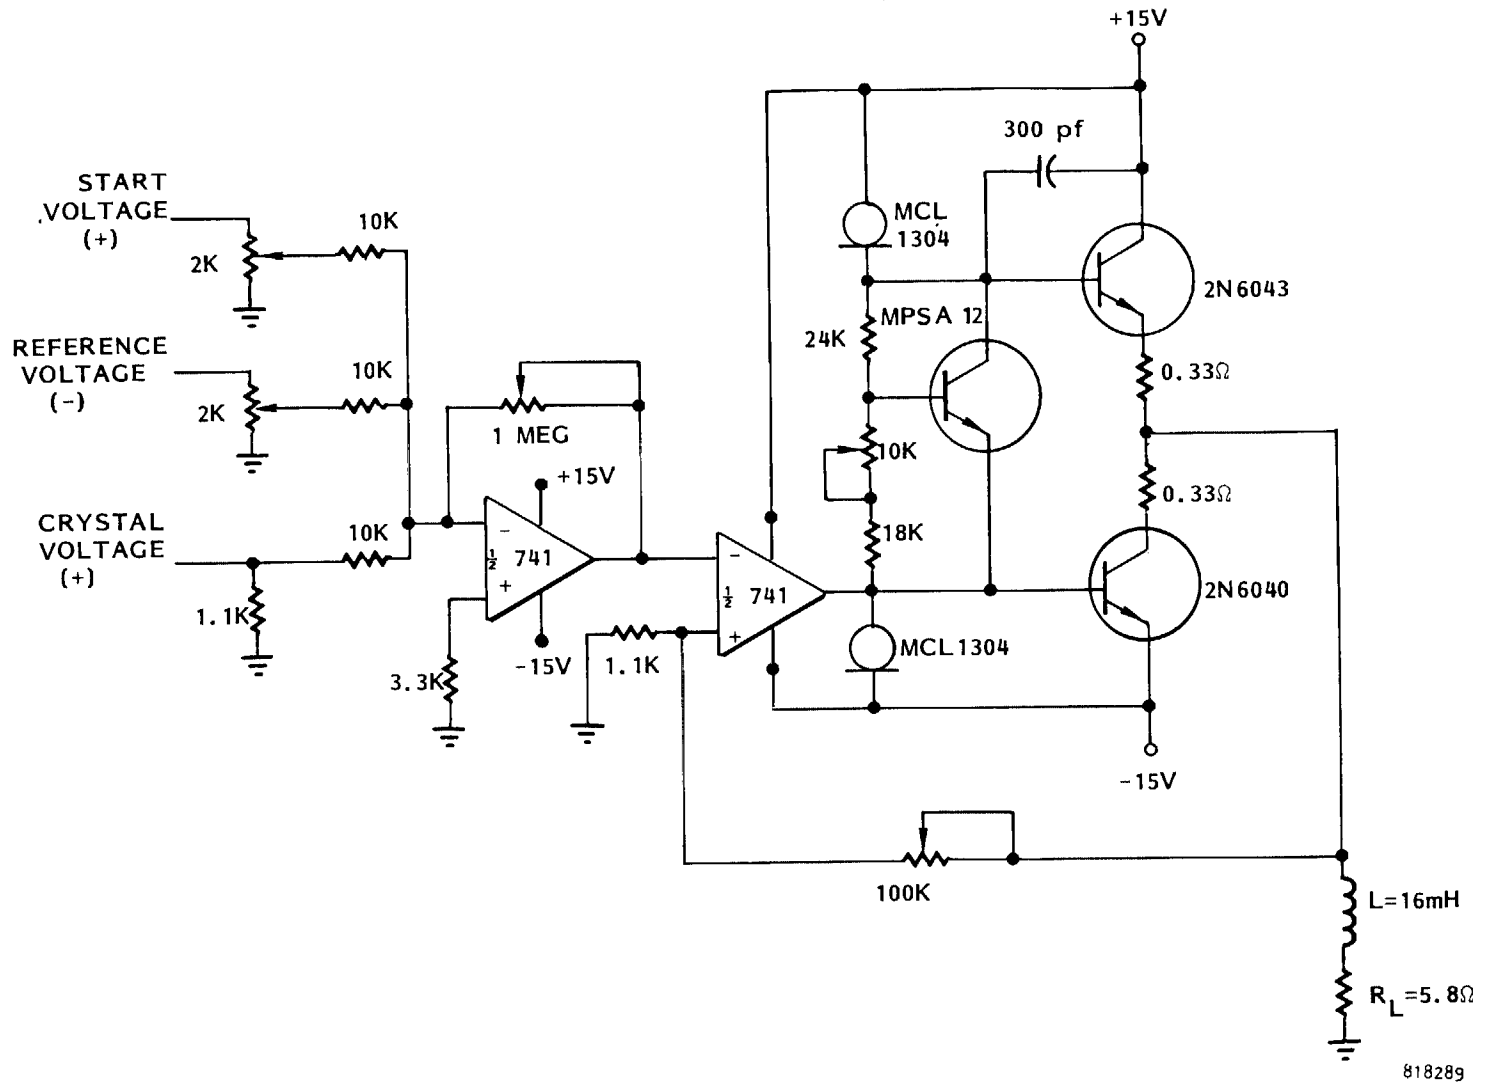 +15V
300 pf
START
VOLTAGE
(+)
10K
2K
MCL
1304
2N6043
REFERENCE
VOLTAGE
(-)
10K
2K
MPSA 12
24K
0.33Ω
1 MEG
10K
+15V
0.33Ω
CRYSTAL
VOLTAGE
(+)
10K
1.1K
-
½ 741
+
-15V
3.3K
18K
-
½ 741
+
1.1K
2N6040
MCL1304
-15V
100K
L=16mH
RL=5.8Ω
818289